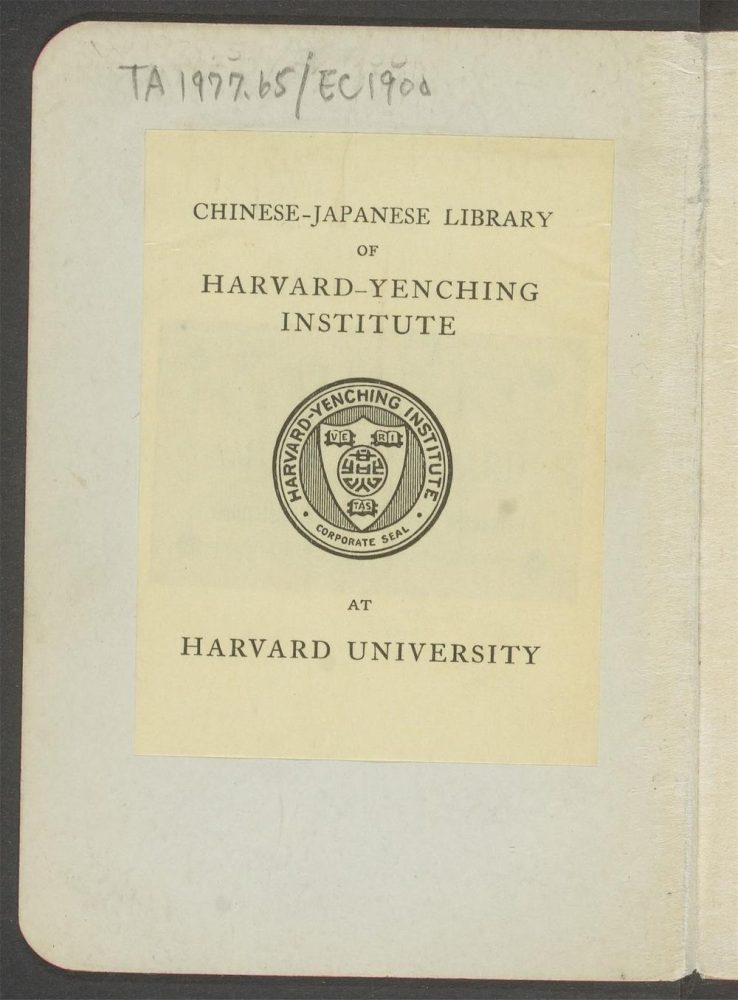 TA 1977.65/EC1900
CHINESE-JAPANESE LIBRARY
OF
HARVARD-YENCHING
INSTITUTE
HARVARD-YENCHING INSTITUTE
VE RI
TAS
CORPORATE SEAL
AT
HARVARD UNIVERSITY